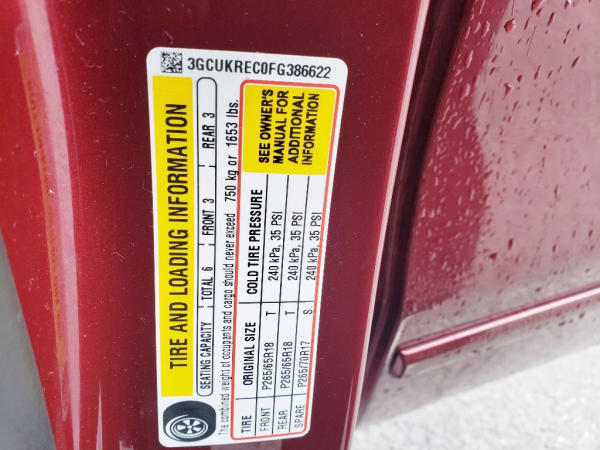 3GCUKREC0FG386622
TIRE AND LOADING INFORMATION
SEATING CAPACITY TOTAL 6 FRONT 3 REAR 3
The combined weight of occupants and cargo should never exceed 750 kg or 1653 lbs.
TIRE ORIGINAL SIZE COLD TIRE PRESSURE
FRONT P265/65R18 T 240 kPa, 35 PSI
REAR P265/65R18 T 240 kPa, 35 PSI
SPARE P265/70R17 S 240 kPa, 35 PSI
SEE OWNER'S
MANUAL FOR
ADDITIONAL
INFORMATION